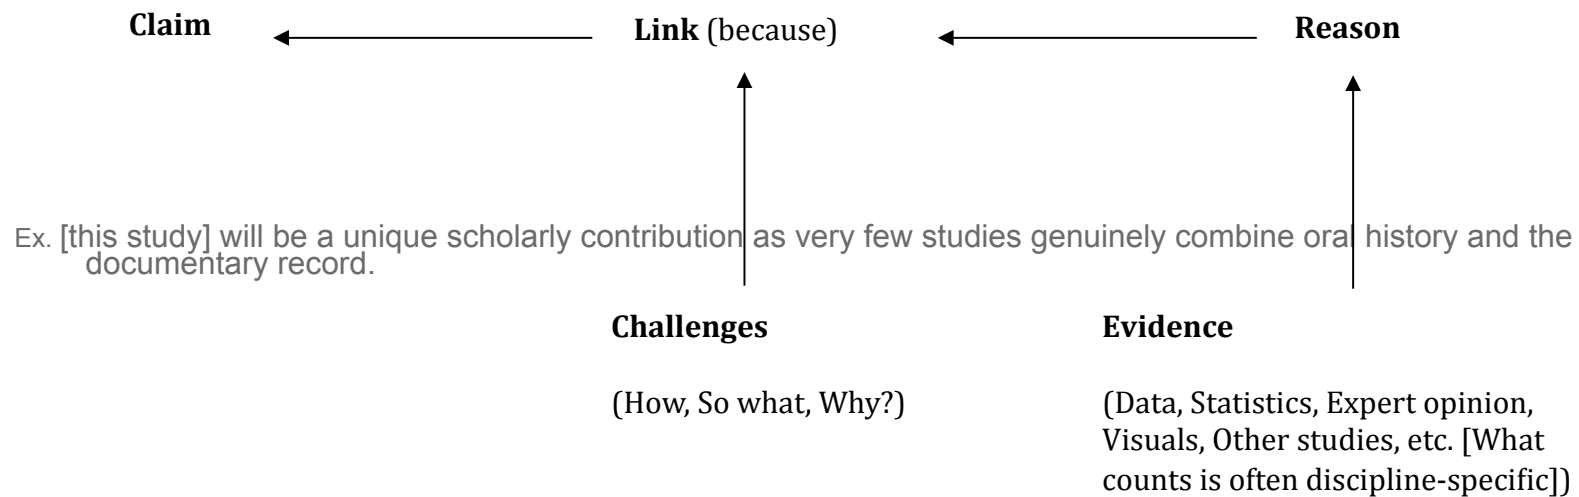 Claim Link (because) Reason
Ex. [this study] will be a unique scholarly contribution as very few studies genuinely combine oral history and the
documentary record.
Challenges Evidence
(How, So what, Why?) (Data, Statistics, Expert opinion,
Visuals, Other studies, etc. [What
counts is often discipline-specific])